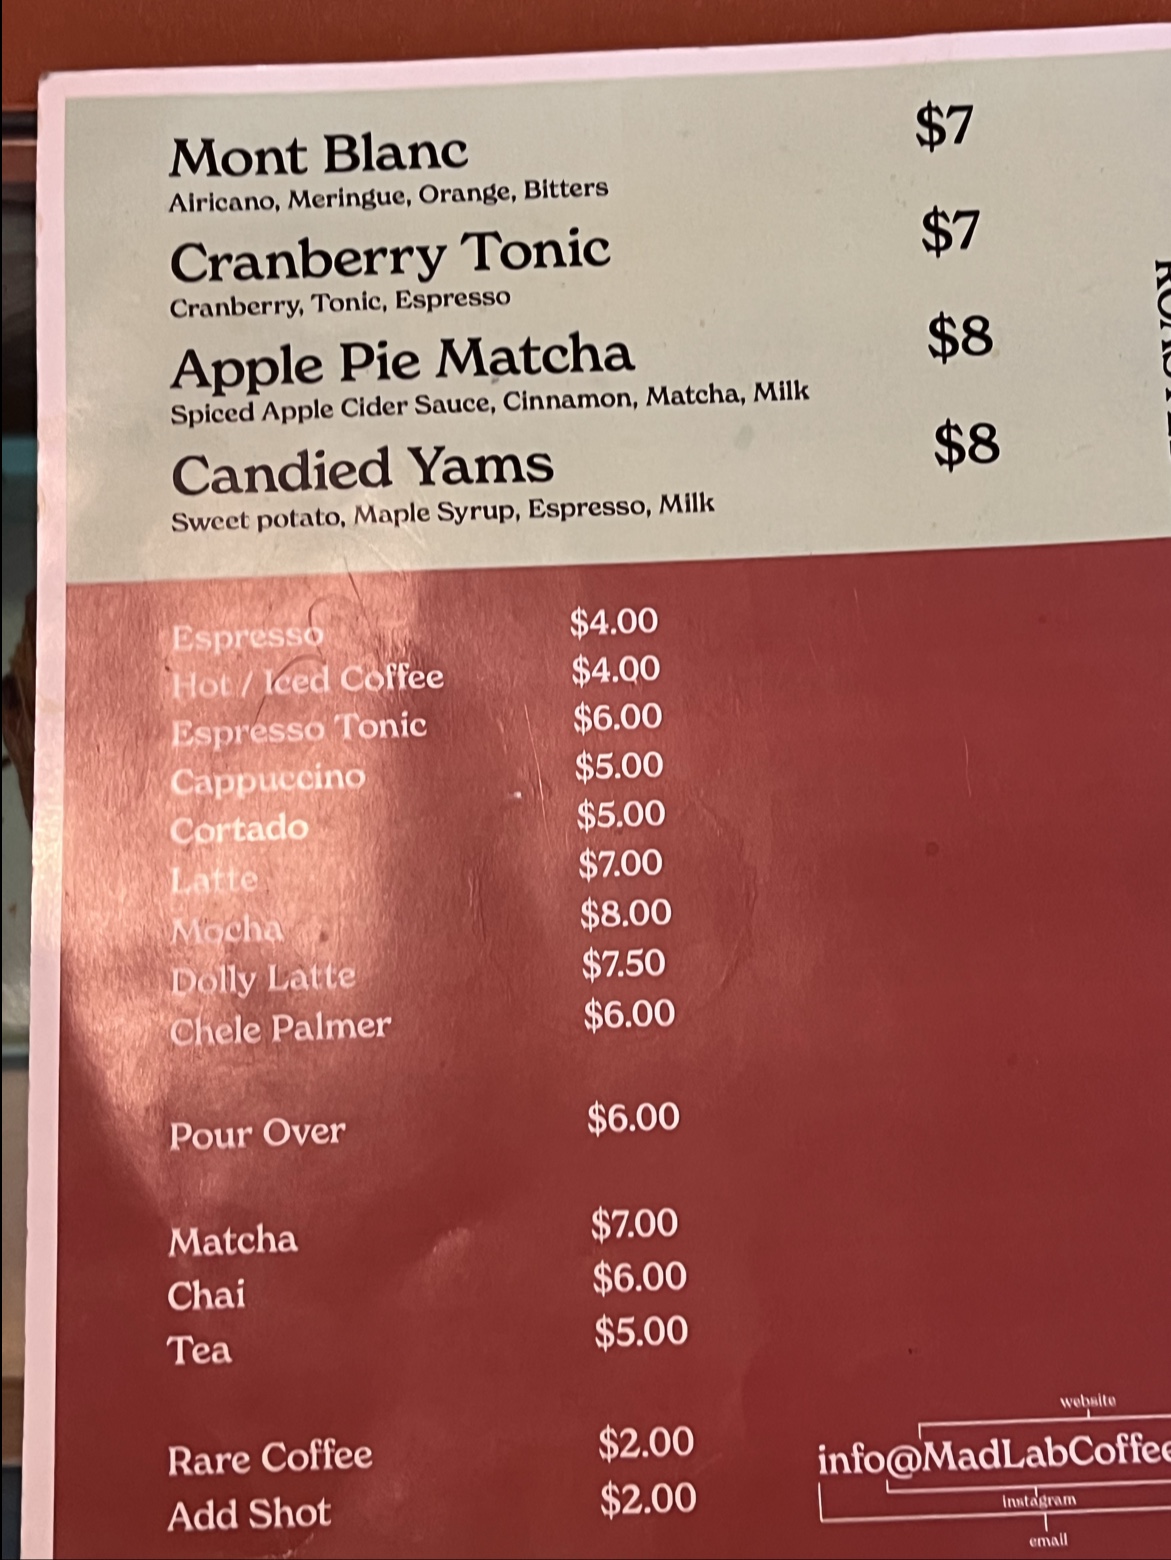 Mont Blanc $7
Airicano, Meringue, Orange, Bitters
Cranberry Tonic $7
Cranberry, Tonic, Espresso
Apple Pie Matcha $8
Spiced Apple Cider Sauce, Cinnamon, Matcha, Milk
Candied Yams $8
Sweet potato, Maple Syrup, Espresso, Milk
Espresso $4.00
Hot / Iced Coffee $4.00
Espresso Tonic $6.00
Cappuccino $5.00
Cortado $5.00
Latte $7.00
Mocha $8.00
Dolly Latte $7.50
Chele Palmer $6.00
Pour Over $6.00
Matcha $7.00
Chai $6.00
Tea $5.00
Rare Coffee $2.00
Add Shot $2.00
website
info@MadLabCoffee
instagram
email